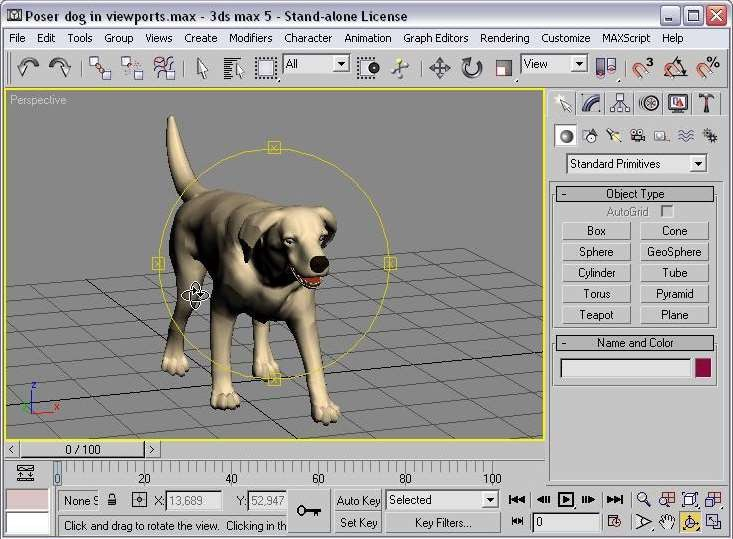 Poser dog in viewports.max - 3ds max 5 - Stand-alone License
File Edit Tools Group Views Create Modifiers Character Animation Graph Editors Rendering Customize MAXScript Help
All View 3 %
Perspective
Standard Primitives
- Object Type
AutoGrid
Box Cone
Sphere GeoSphere
Cylinder Tube
Torus Pyramid
Teapot Plane
- Name and Color
z
x
< 0 / 100 >
0 20 40 60 80 100
None S X: 13,689 Y: 52,947 Auto Key Selected
Click and drag to rotate the view. Clicking in th Set Key Key Filters... 0